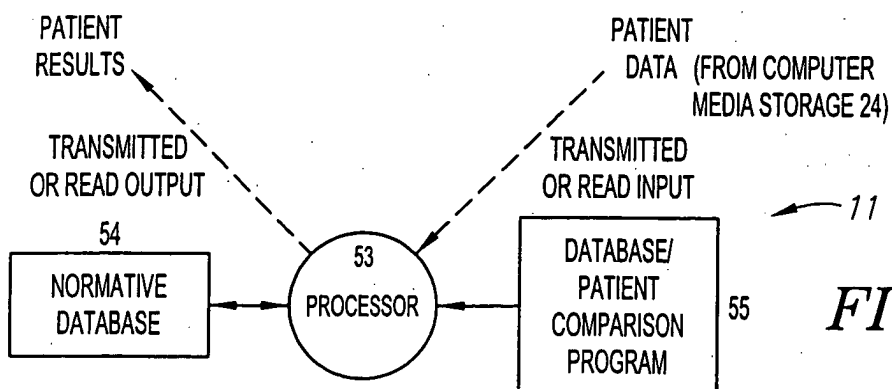 PATIENT
RESULTS
PATIENT
DATA (FROM COMPUTER
MEDIA STORAGE 24)
TRANSMITTED
OR READ OUTPUT
TRANSMITTED
OR READ INPUT
11
54
NORMATIVE
DATABASE
53
PROCESSOR
DATABASE/
PATIENT
COMPARISON
PROGRAM
55
FI